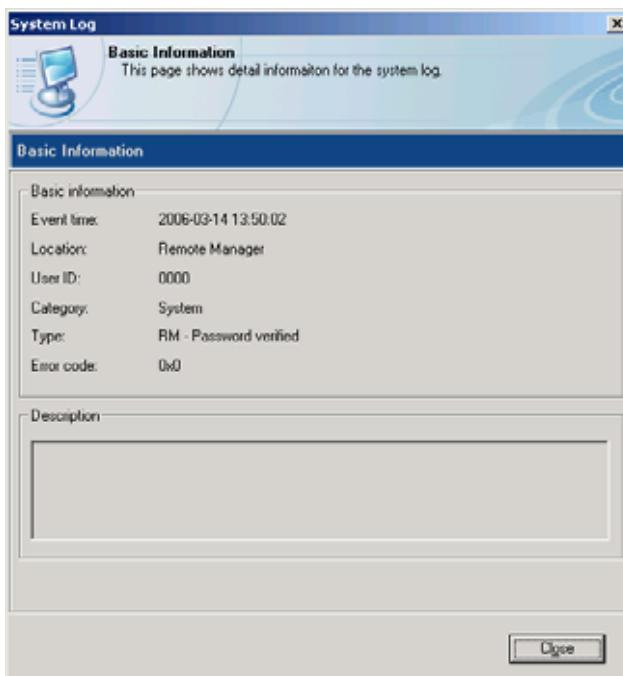 System Log
Basic Information
This page shows detail informaiton for the system log.
Basic Information
Basic information
Event time: 2006-03-14 13:50:02
Location: Remote Manager
User ID: 0000
Category: System
Type: RM - Password verified
Error code: 0x0
Description
Close